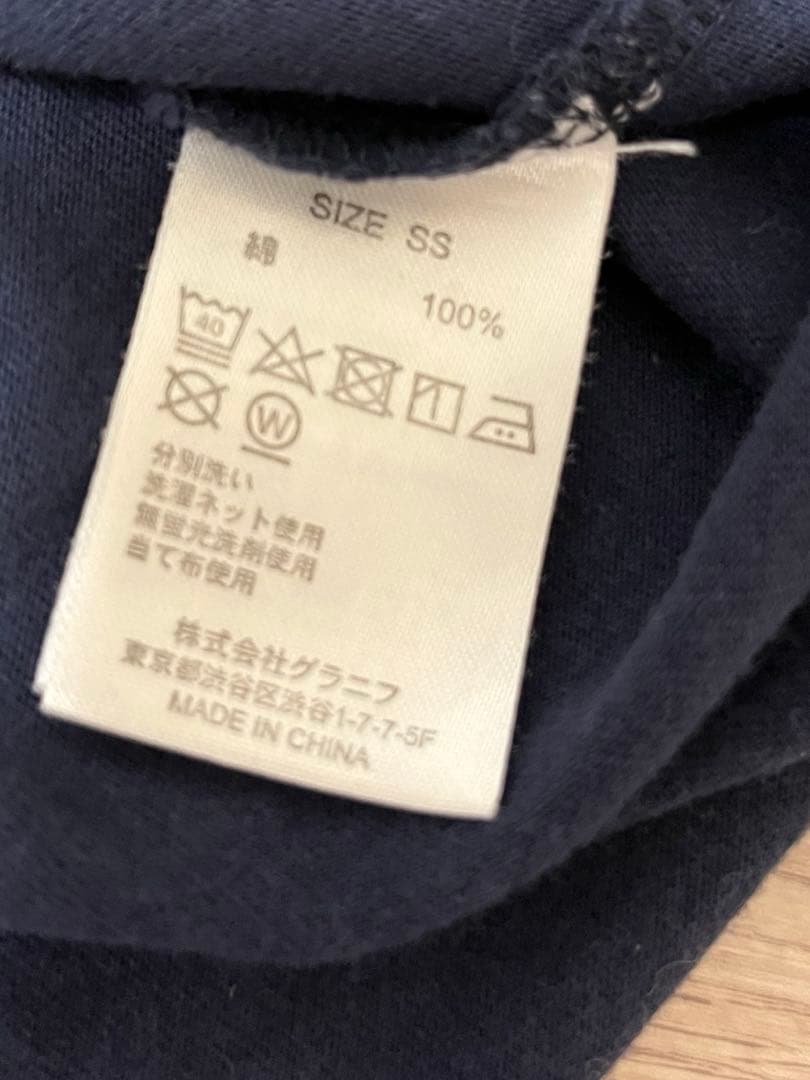 SIZE SS
綿
100%
40
W
分別洗い
洗濯ネット使用
無蛍光洗剤使用
当て布使用
株式会社グラニフ
東京都渋谷区渋谷1-7-7-5F
MADE IN CHINA